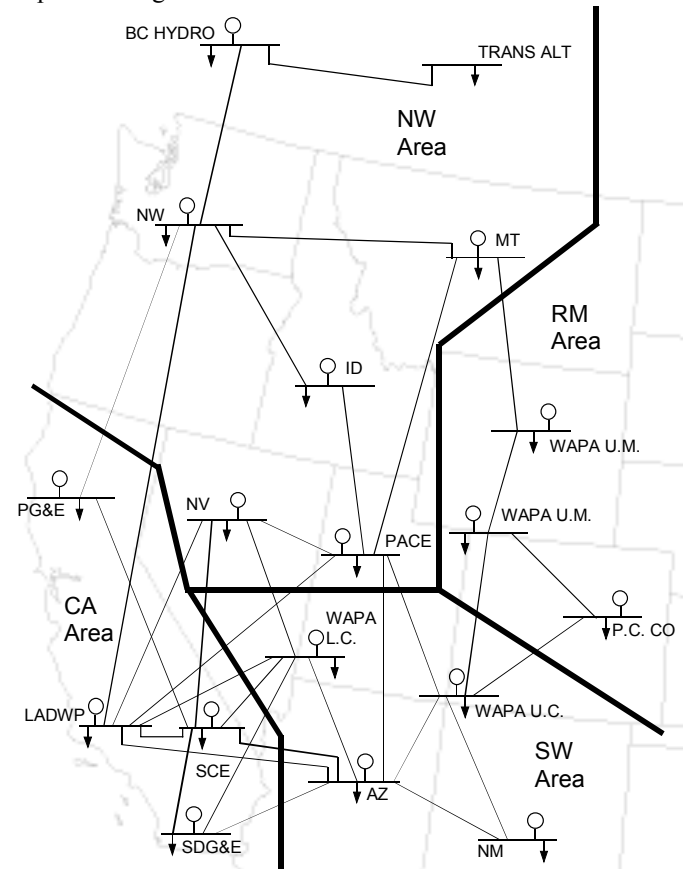 BC HYDRO
TRANS ALT
NW
Area
NW
MT
RM
Area
ID
WAPA U.M.
PG&E
NV
WAPA U.M.
PACE
CA
Area
WAPA
L.C.
P.C. CO
LADWP
WAPA U.C.
SCE
SW
Area
AZ
SDG&E
NM